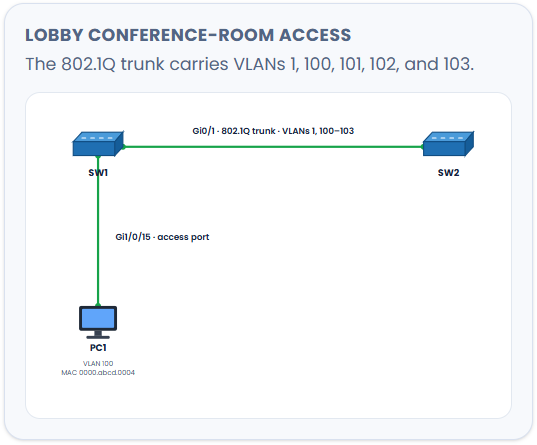 LOBBY CONFERENCE-ROOM ACCESS
The 802.1Q trunk carries VLANs 1, 100, 101, 102, and 103.
Gi0/1 · 802.1Q trunk · VLANs 1, 100–103
SW1
SW2
Gi1/0/15 · access port
PC1
VLAN 100
MAC 0000.abcd.0004